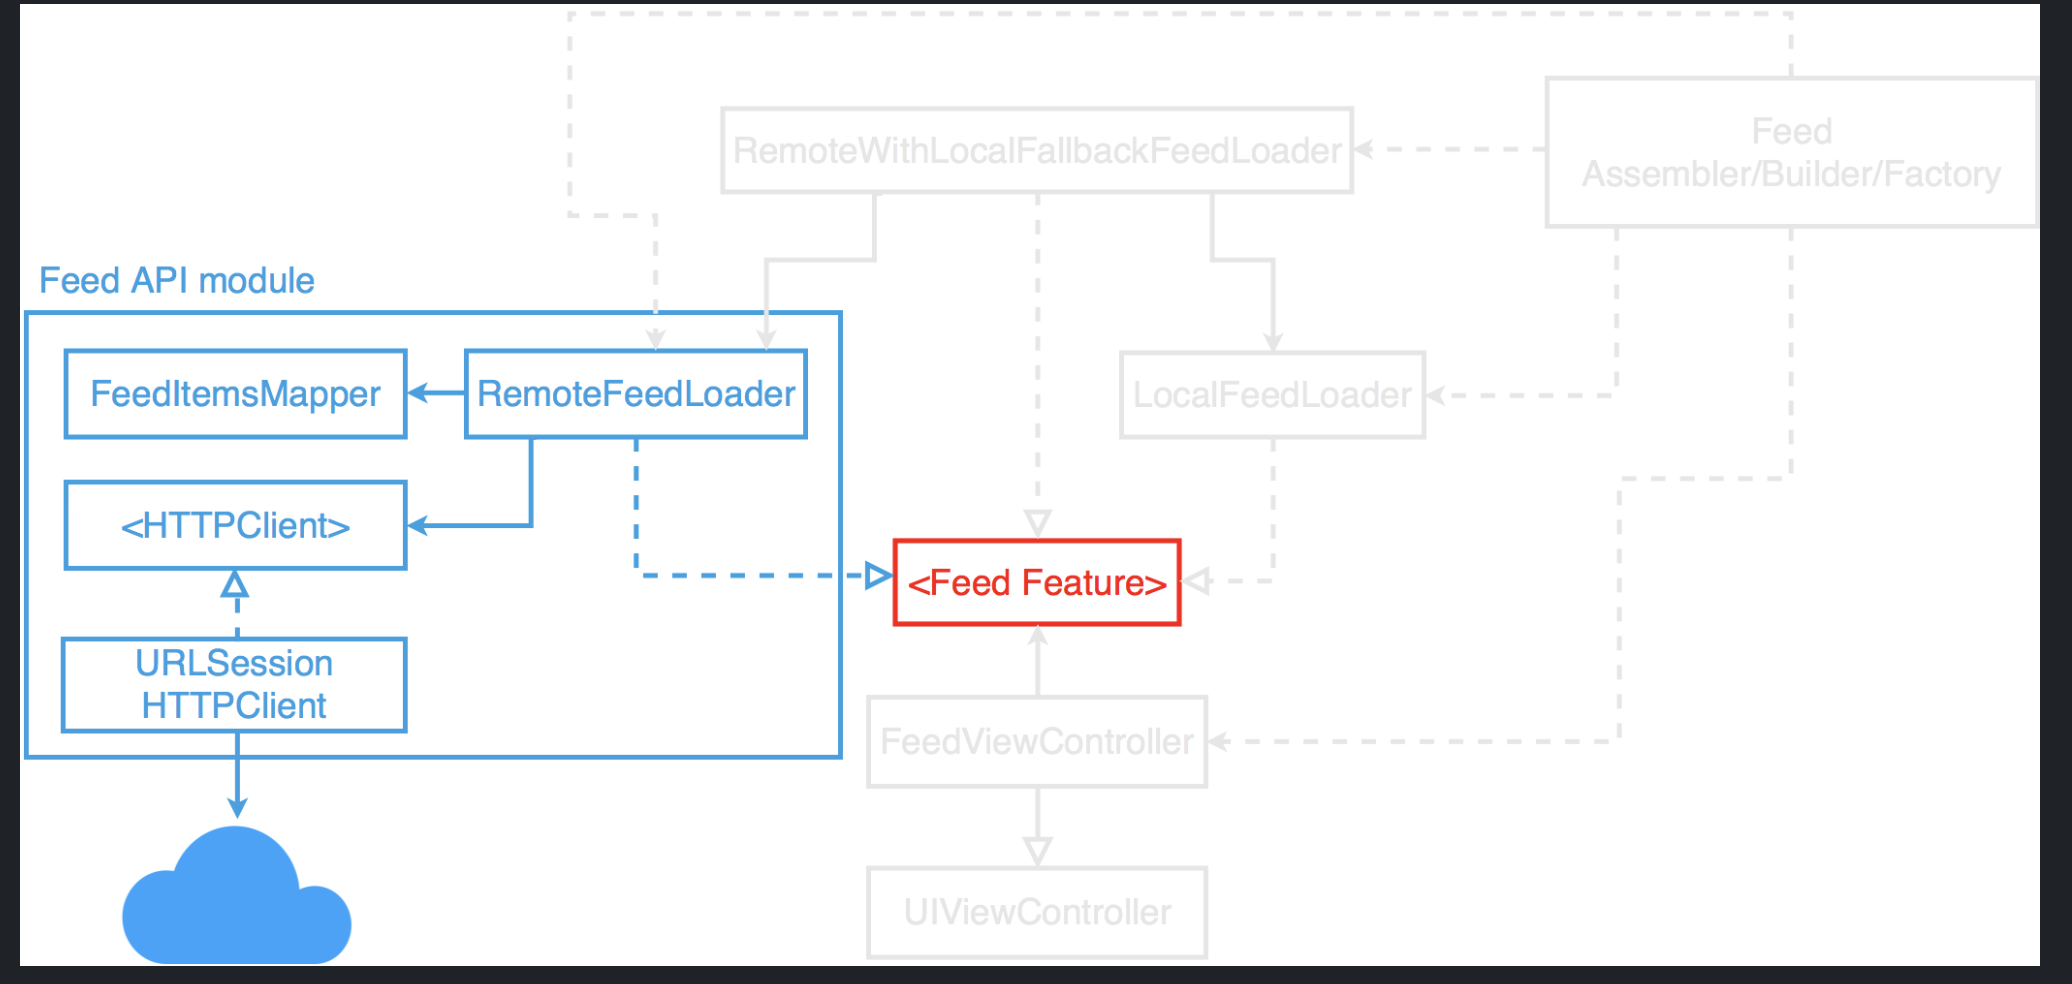 RemoteWithLocalFallbackFeedLoader
Feed
Assembler/Builder/Factory
Feed API module
FeedItemsMapper
RemoteFeedLoader
LocalFeedLoader
<HTTPClient>
<Feed Feature>
URLSession
HTTPClient
FeedViewController
UIViewController